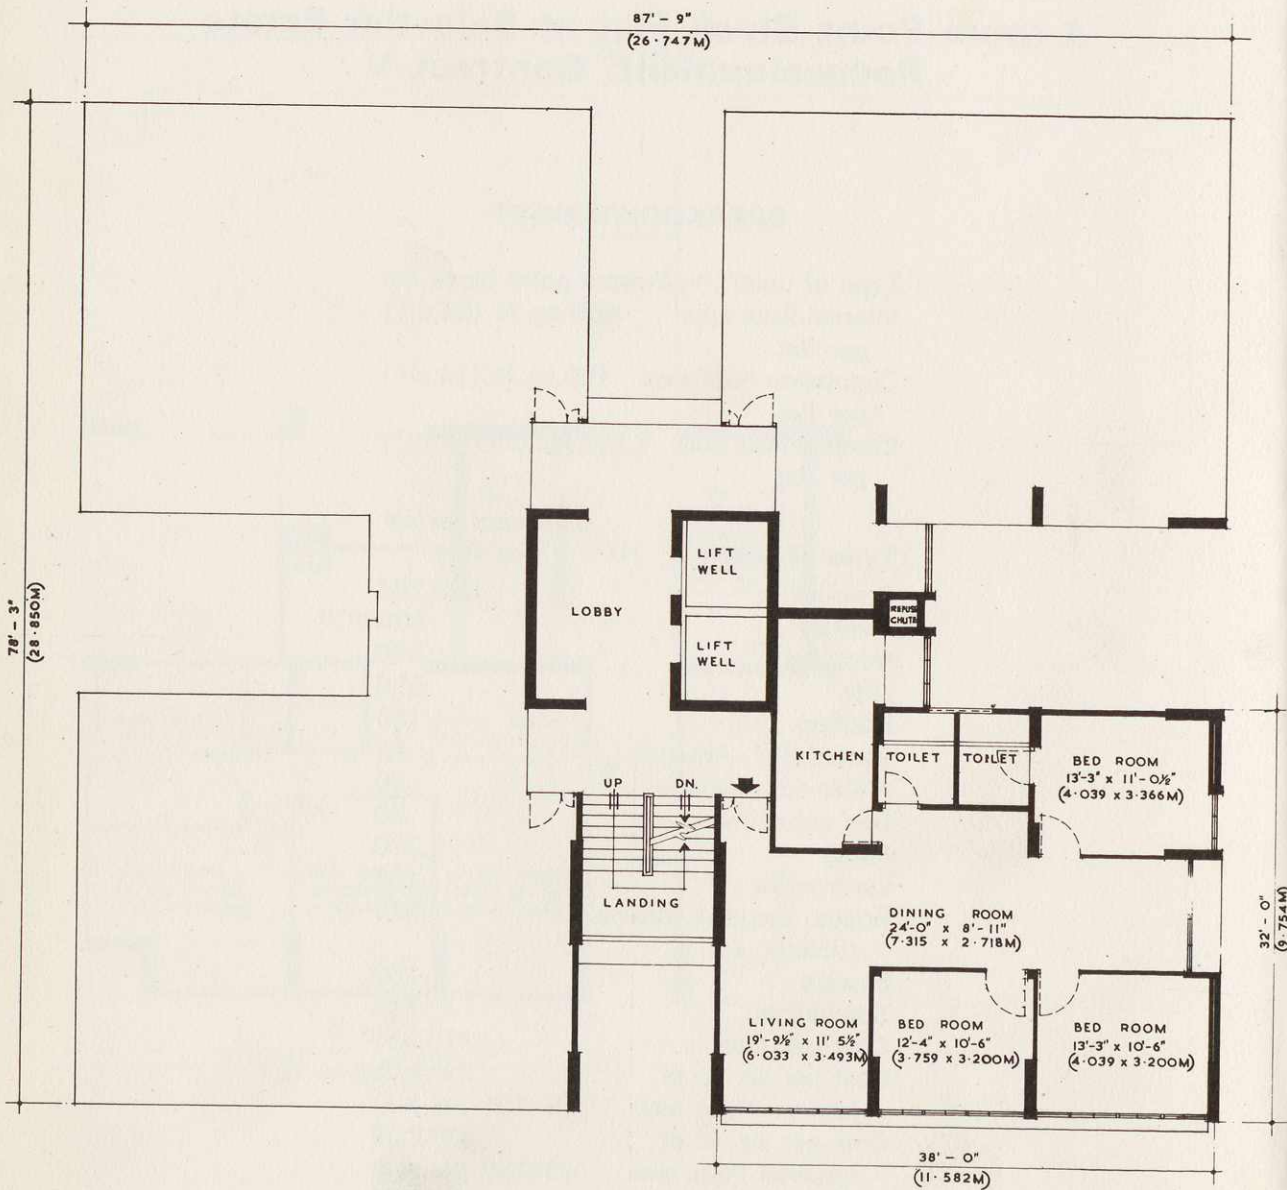 87' - 9"
(26·747M)
78' - 3"
(28·850M)
LIFT
WELL
LOBBY
LIFT
WELL
REFUSE
CHUTE
KITCHEN
TOILET
TOILET
BED ROOM
13'-3" x 11'-0½"
(4·039 x 3·366M)
UP
DN.
LANDING
DINING ROOM
24'-0" x 8'-11"
(7·315 x 2·718M)
32' - 0"
(9·754M)
LIVING ROOM
19'-9½" x 11' 5½"
(6·033 x 3·493M)
BED ROOM
12'-4" x 10'-6"
(3·759 x 3·200M)
BED ROOM
13'-3" x 10'-6"
(4·039 x 3·200M)
38' - 0"
(11·582M)